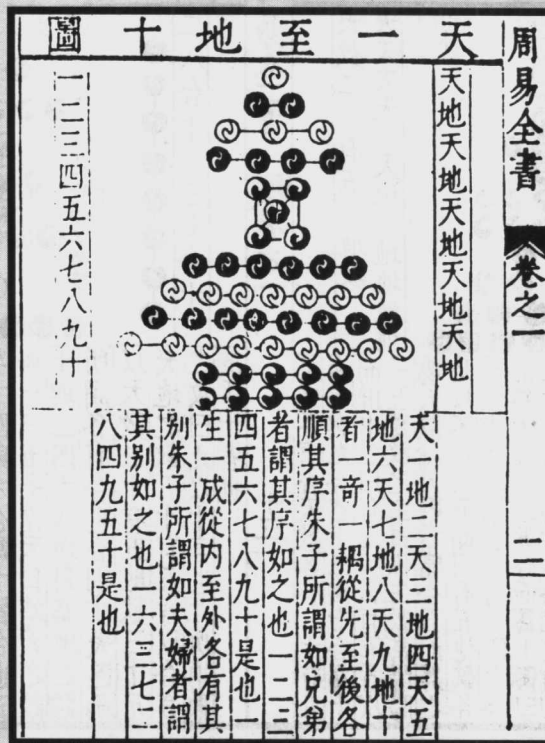 周易全書
卷之一
二
天一至地十圖
天地天地天地天地天地
一二三四五六七八九十
天一地二天三地四天五
地六天七地八天九地十
者一奇一耦從先至後各
順其序朱子所謂如兄弟
者謂其序如之也 一二三
四五六七八九十是也 一
生一成從内至外各有其
别朱子所謂如夫婦者謂
其别如之也 一六二七三
八四九五十是也